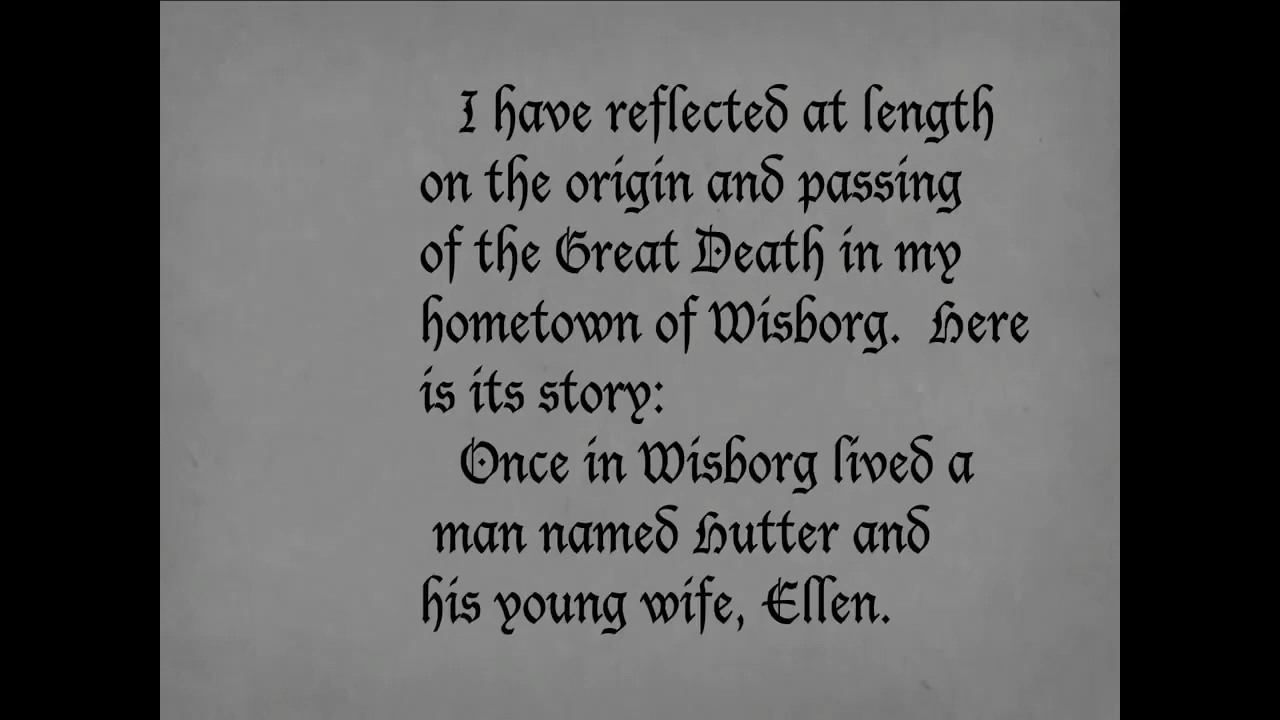 I have reflected at length
on the origin and passing
of the Great Death in my
hometown of Wisborg. Here
is its story:
Once in Wisborg lived a
man named Hutter and
his young wife, Ellen.